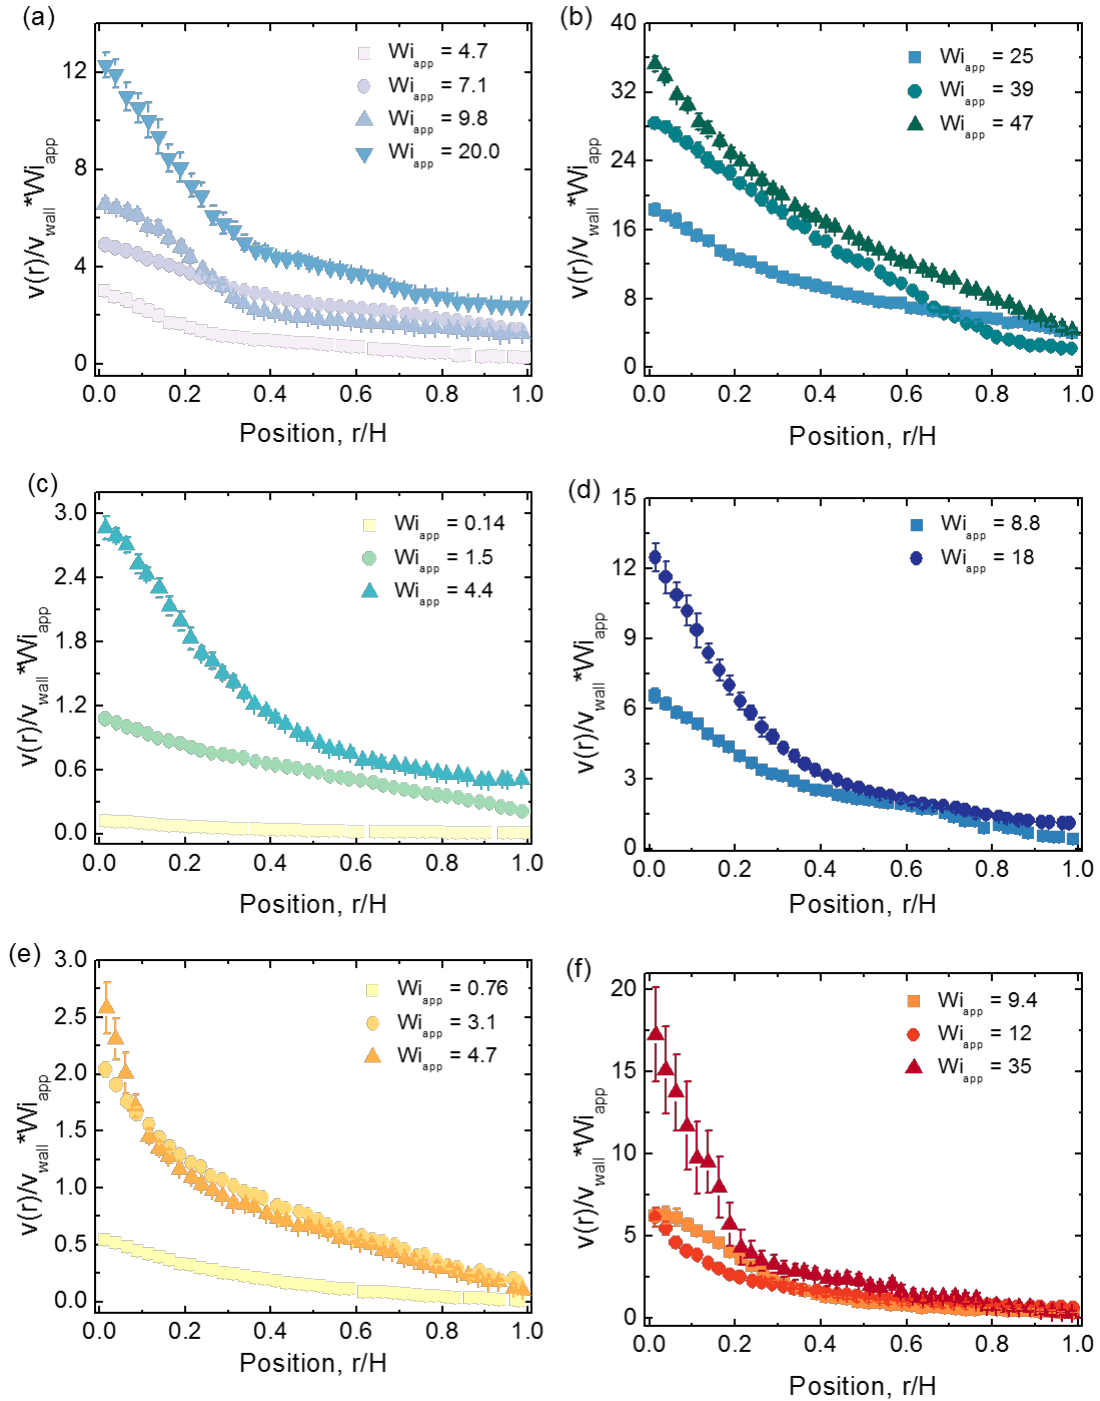 (a)
12
8
4
0
v(r)/v_wall*Wi_app
Wi_app = 4.7
Wi_app = 7.1
Wi_app = 9.8
Wi_app = 20.0
0.0 0.2 0.4 0.6 0.8 1.0
Position, r/H
(b)
40
32
24
16
8
0
v(r)/v_wall*Wi_app
Wi_app = 25
Wi_app = 39
Wi_app = 47
0.0 0.2 0.4 0.6 0.8 1.0
Position, r/H
(c)
3.0
2.4
1.8
1.2
0.6
0.0
v(r)/v_wall*Wi_app
Wi_app = 0.14
Wi_app = 1.5
Wi_app = 4.4
0.0 0.2 0.4 0.6 0.8 1.0
Position, r/H
(d)
15
12
9
6
3
0
v(r)/v_wall*Wi_app
Wi_app = 8.8
Wi_app = 18
0.0 0.2 0.4 0.6 0.8 1.0
Position, r/H
(e)
3.0
2.5
2.0
1.5
1.0
0.5
0.0
v(r)/v_wall*Wi_app
Wi_app = 0.76
Wi_app = 3.1
Wi_app = 4.7
0.0 0.2 0.4 0.6 0.8 1.0
Position, r/H
(f)
20
15
10
5
0
v(r)/v_wall*Wi_app
Wi_app = 9.4
Wi_app = 12
Wi_app = 35
0.0 0.2 0.4 0.6 0.8 1.0
Position, r/H